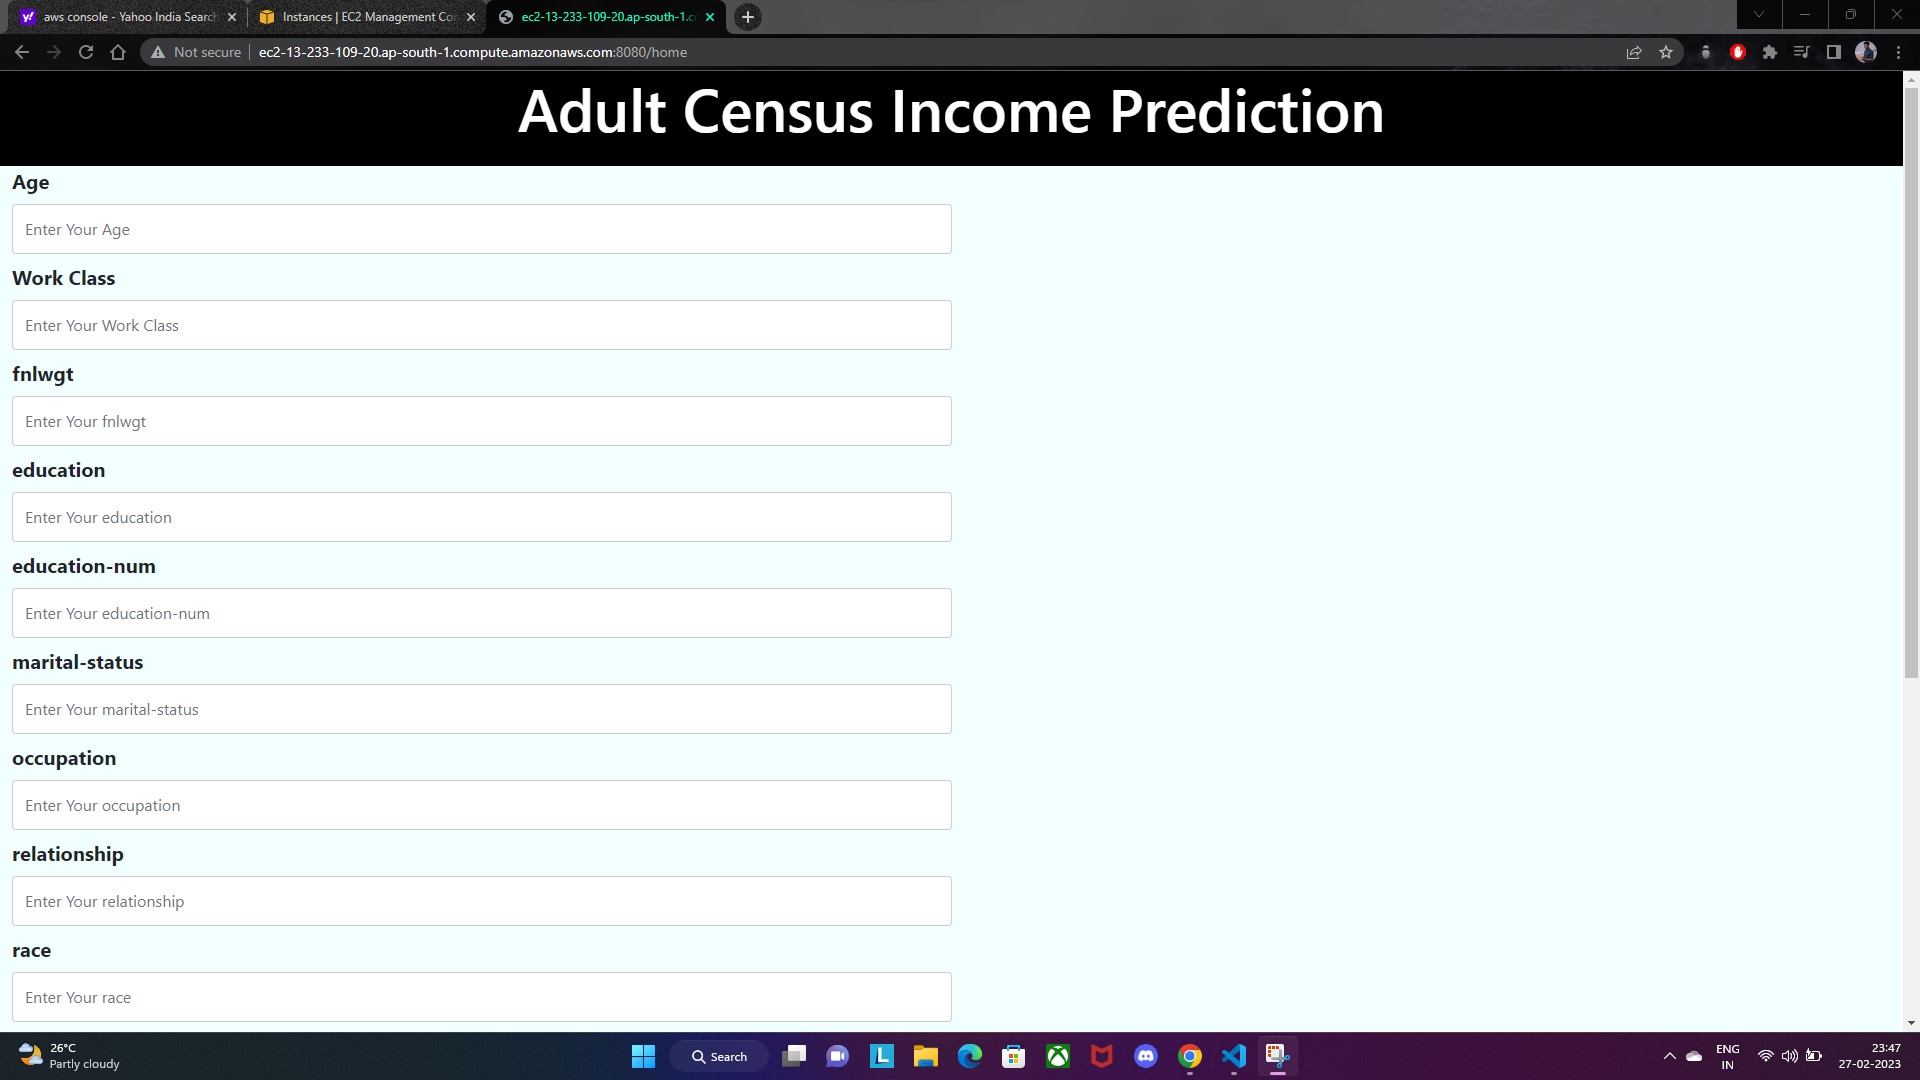 aws console - Yahoo India Search
Instances | EC2 Management Con
ec2-13-233-109-20.ap-south-1.c
Not secure
ec2-13-233-109-20.ap-south-1.compute.amazonaws.com:8080/home
Adult Census Income Prediction
Age
Enter Your Age
Work Class
Enter Your Work Class
fnlwgt
Enter Your fnlwgt
education
Enter Your education
education-num
Enter Your education-num
marital-status
Enter Your marital-status
occupation
Enter Your occupation
relationship
Enter Your relationship
race
Enter Your race
26°C
Partly cloudy
Search
L
ENG
IN
23:47
27-02-2023